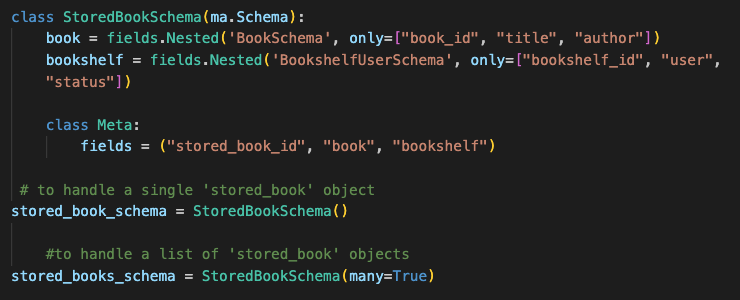 class StoredBookSchema(ma.Schema):
    book = fields.Nested('BookSchema', only=["book_id", "title", "author"])
    bookshelf = fields.Nested('BookshelfUserSchema', only=["bookshelf_id", "user",
    "status"])

    class Meta:
        fields = ("stored_book_id", "book", "bookshelf")

 # to handle a single 'stored_book' object
stored_book_schema = StoredBookSchema()

    #to handle a list of 'stored_book' objects
stored_books_schema = StoredBookSchema(many=True)